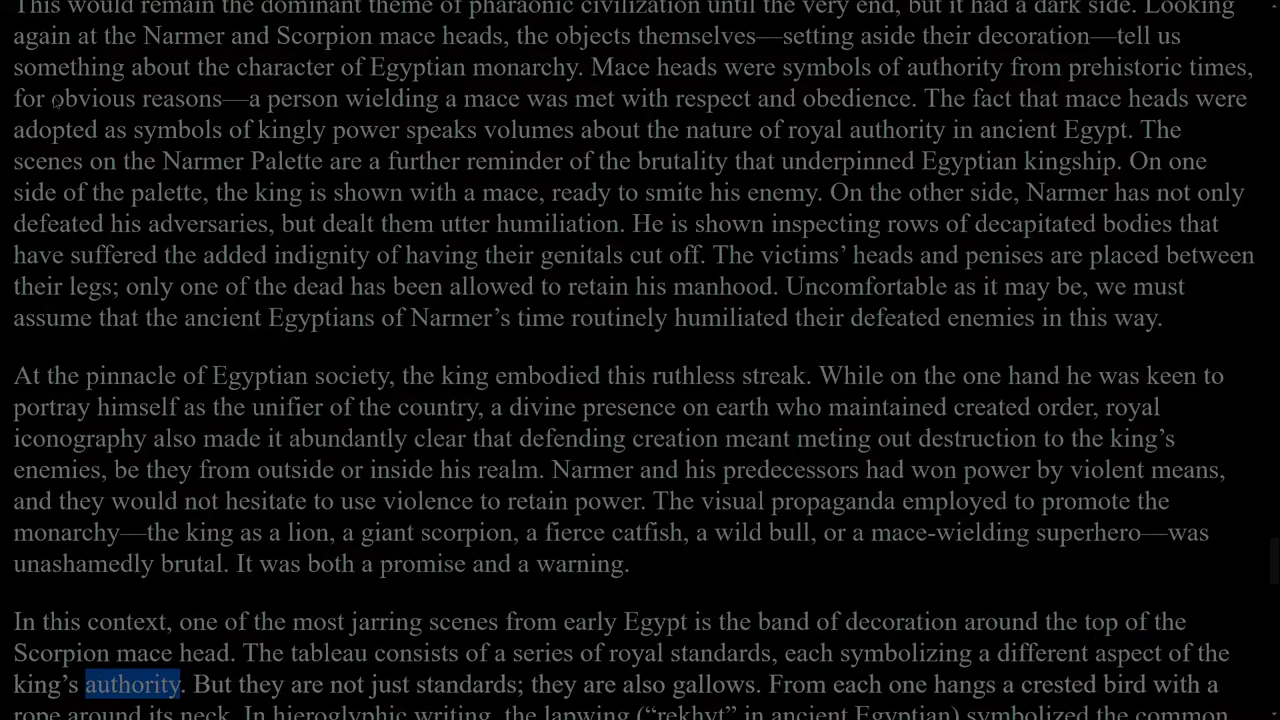 This would remain the dominant theme of pharaonic civilization until the very end, but it had a dark side. Looking
again at the Narmer and Scorpion mace heads, the objects themselves—setting aside their decoration—tell us
something about the character of Egyptian monarchy. Mace heads were symbols of authority from prehistoric times,
for obvious reasons—a person wielding a mace was met with respect and obedience. The fact that mace heads were
adopted as symbols of kingly power speaks volumes about the nature of royal authority in ancient Egypt. The
scenes on the Narmer Palette are a further reminder of the brutality that underpinned Egyptian kingship. On one
side of the palette, the king is shown with a mace, ready to smite his enemy. On the other side, Narmer has not only
defeated his adversaries, but dealt them utter humiliation. He is shown inspecting rows of decapitated bodies that
have suffered the added indignity of having their genitals cut off. The victims’ heads and penises are placed between
their legs; only one of the dead has been allowed to retain his manhood. Uncomfortable as it may be, we must
assume that the ancient Egyptians of Narmer’s time routinely humiliated their defeated enemies in this way.
At the pinnacle of Egyptian society, the king embodied this ruthless streak. While on the one hand he was keen to
portray himself as the unifier of the country, a divine presence on earth who maintained created order, royal
iconography also made it abundantly clear that defending creation meant meting out destruction to the king’s
enemies, be they from outside or inside his realm. Narmer and his predecessors had won power by violent means,
and they would not hesitate to use violence to retain power. The visual propaganda employed to promote the
monarchy—the king as a lion, a giant scorpion, a fierce catfish, a wild bull, or a mace-wielding superhero—was
unashamedly brutal. It was both a promise and a warning.
In this context, one of the most jarring scenes from early Egypt is the band of decoration around the top of the
Scorpion mace head. The tableau consists of a series of royal standards, each symbolizing a different aspect of the
king’s authority. But they are not just standards; they are also gallows. From each one hangs a crested bird with a
rope around its neck. In hieroglyphic writing, the lapwing (“rekhyt” in ancient Egyptian) symbolized the common